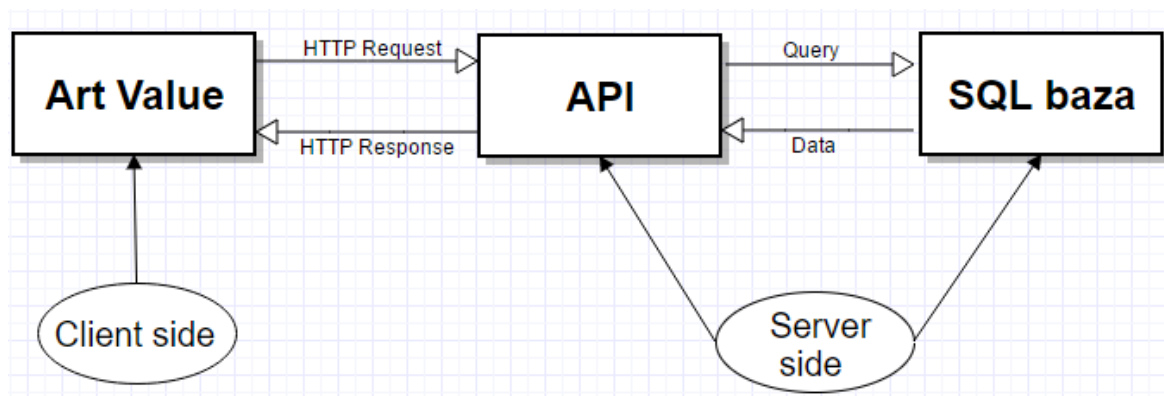 HTTP Request
Query
Art Value
API
SQL baza
HTTP Response
Data
Client side
Server
side